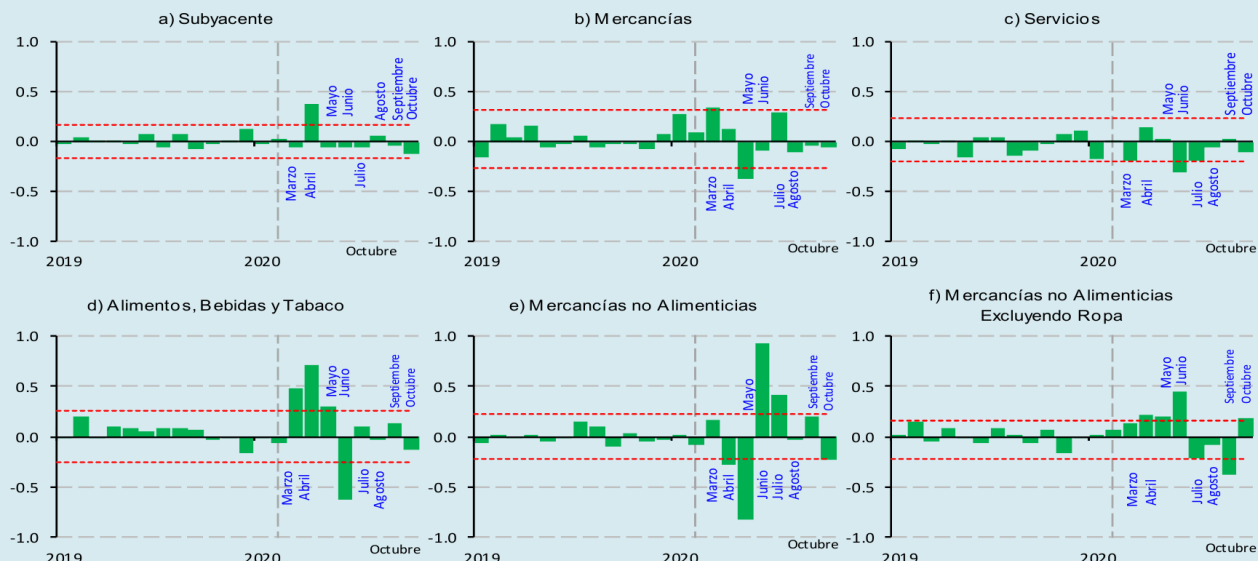 a) Subyacente
1.0
0.5
0.0
-0.5
-1.0
Mayo
Junio
Agosto
Septiembre
Octubre
Marzo
Abril
Julio
Octubre
2019
2020
b) Mercancías
1.0
0.5
0.0
-0.5
-1.0
Mayo
Junio
Septiembre
Octubre
Marzo
Abril
Julio
Agosto
Octubre
2019
2020
c) Servicios
1.0
0.5
0.0
-0.5
-1.0
Mayo
Junio
Septiembre
Octubre
Marzo
Abril
Julio
Agosto
Octubre
2019
2020
d) Alimentos, Bebidas y Tabaco
1.0
0.5
0.0
-0.5
-1.0
Mayo
Junio
Septiembre
Octubre
Marzo
Abril
Julio
Agosto
Octubre
2019
2020
e) Mercancías no Alimenticias
1.0
0.5
0.0
-0.5
-1.0
Mayo
Septiembre
Octubre
Marzo
Abril
Junio
Julio
Agosto
Octubre
2019
2020
f) Mercancías no Alimenticias
Excluyendo Ropa
1.0
0.5
0.0
-0.5
-1.0
Mayo
Junio
Septiembre
Octubre
Marzo
Abril
Julio
Agosto
Octubre
2019
2020